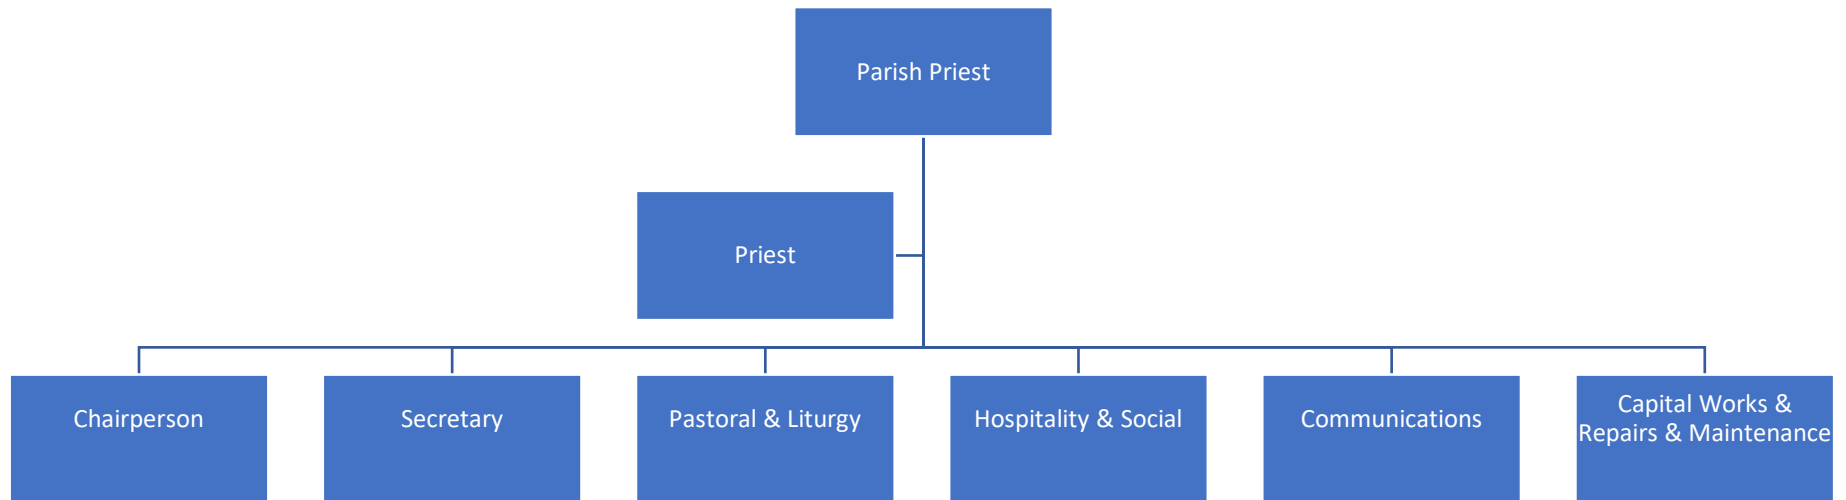 Parish Priest
Priest
Chairperson
Secretary
Pastoral & Liturgy
Hospitality & Social
Communications
Capital Works &
Repairs & Maintenance